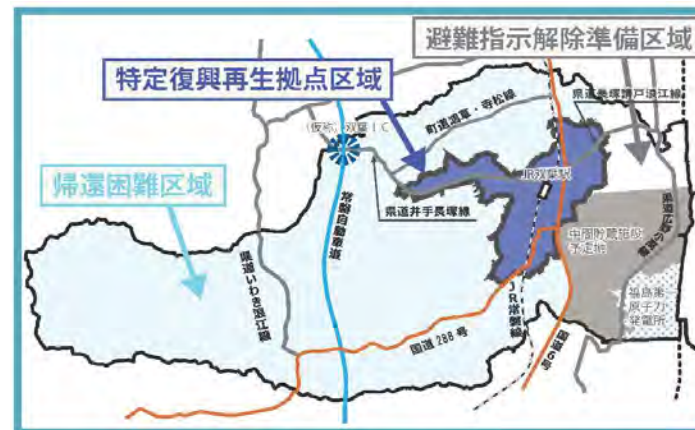 避難指示解除準備区域
特定復興再生拠点区域
帰還困難区域
(仮称)双葉IC
町道鴻草・寺松線
県道長塚請戸浪江線
JR双葉駅
県道井手長塚線
常磐自動車道
県道いわき浪江線
中間貯蔵施設
予定地
福島第一
原子力
発電所
JR常磐線
国道288号
国道6号